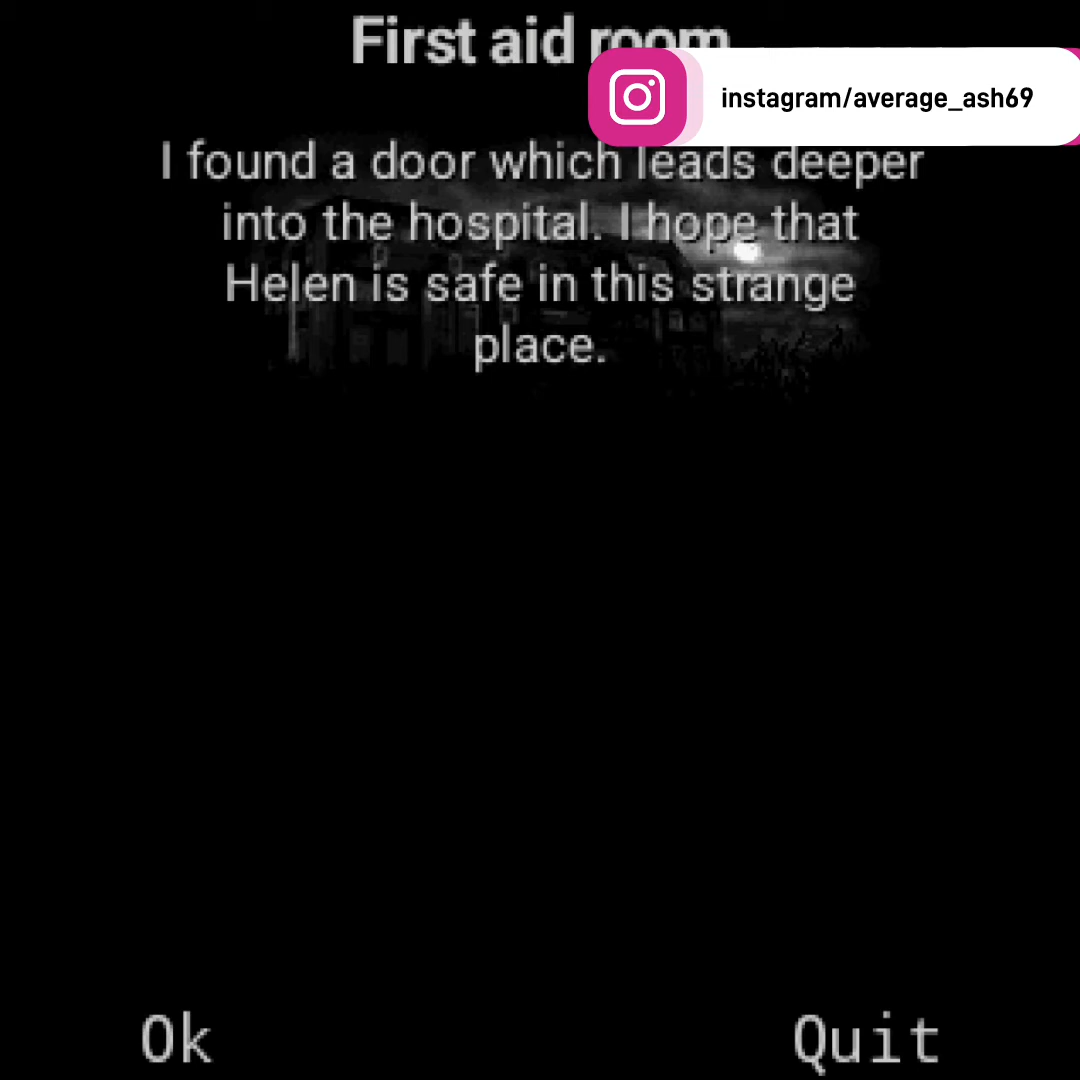 First aid room
instagram/average_ash69
I found a door which leads deeper
into the hospital. I hope that
Helen is safe in this strange
place.
Ok
Quit